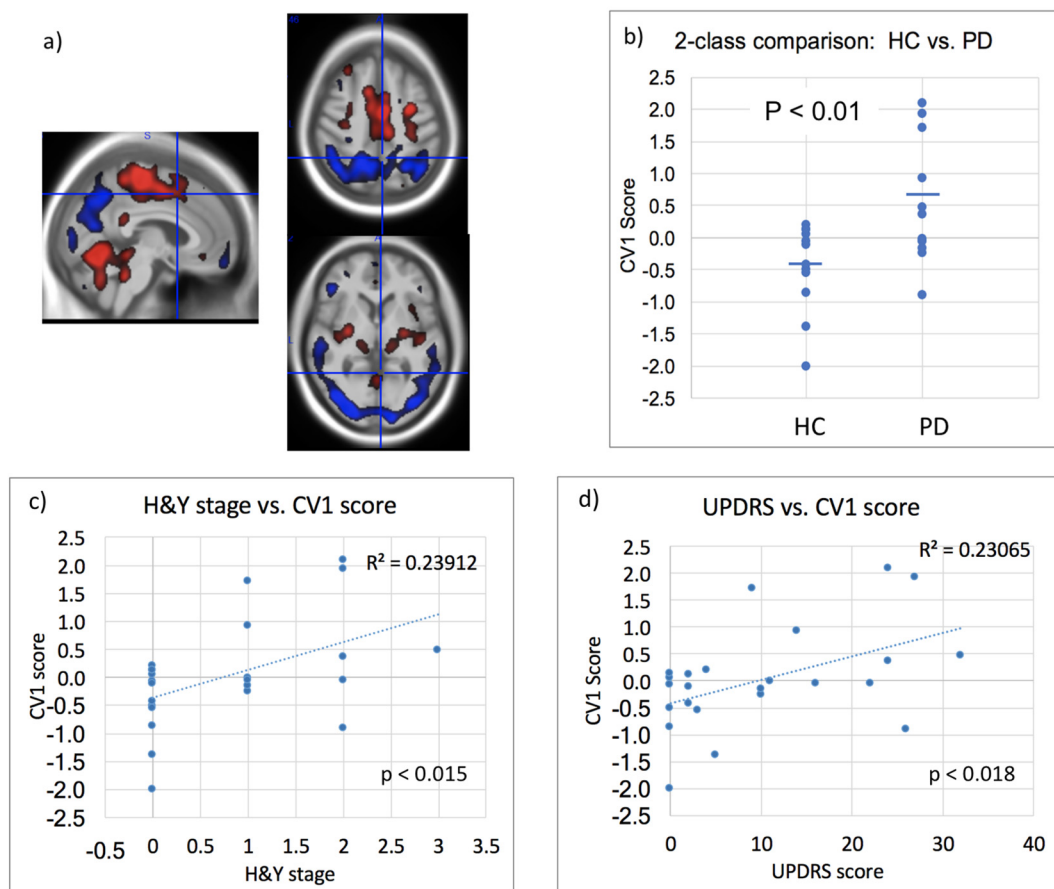 a)
S
46
A
L
2
A
L
b)
2-class comparison: HC vs. PD
P < 0.01
CV1 Score
2.5
2.0
1.5
1.0
0.5
0.0
-0.5
-1.0
-1.5
-2.0
-2.5
HC
PD
c)
H&Y stage vs. CV1 score
R² = 0.23912
CV1 score
2.5
2.0
1.5
1.0
0.5
0.0
-0.5
-1.0
-1.5
-2.0
-2.5
p < 0.015
-0.5 0 0.5 1 1.5 2 2.5 3 3.5
H&Y stage
d)
UPDRS vs. CV1 score
R² = 0.23065
CV1 Score
2.5
2.0
1.5
1.0
0.5
0.0
-0.5
-1.0
-1.5
-2.0
-2.5
p < 0.018
0 10 20 30 40
UPDRS score